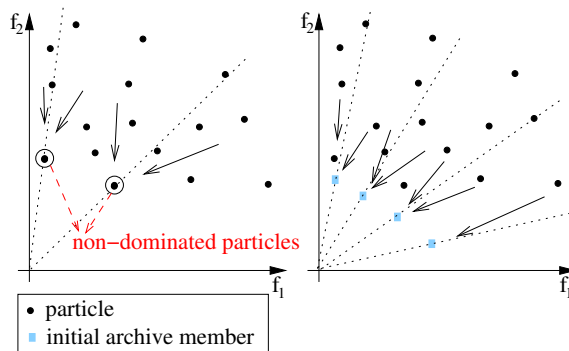 f2
f2
non−dominated particles
f1
f1
particle
initial archive member